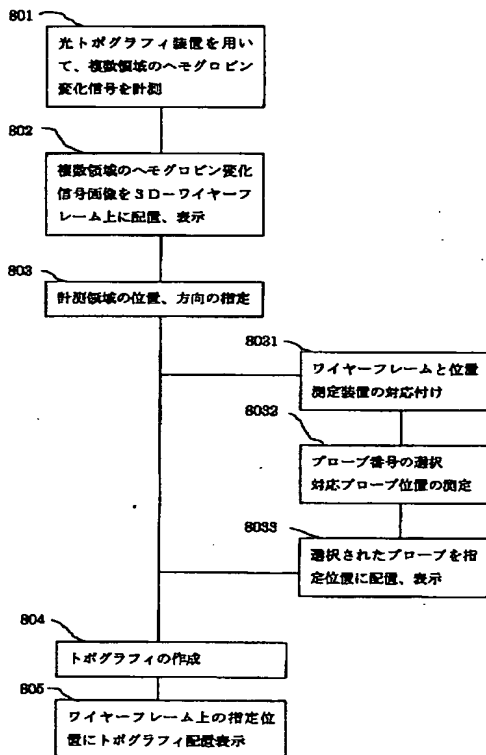 801
光トポグラフィ装置を用い
て、複数領域のヘモグロビン
変化信号を計測
802
複数領域のヘモグロビン変化
信号画像を3D-ワイヤーフ
レーム上に配置、表示
803
計測領域の位置、方向の指定
8031
ワイヤーフレームと位置
測定装置の対応付け
8032
プローブ番号の選択
対応プローブ位置の測定
8033
選択されたプローブを指
定位置に配置、表示
804
トポグラフィの作成
805
ワイヤーフレーム上の指定位
置にトポグラフィ配置表示